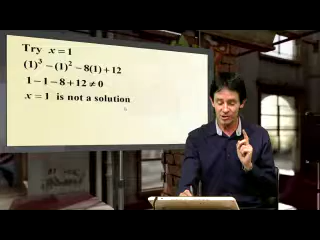 Try x = 1
(1)³ − (1)² − 8(1) + 12
1 − 1 − 8 + 12 ≠ 0
x = 1 is not a solution